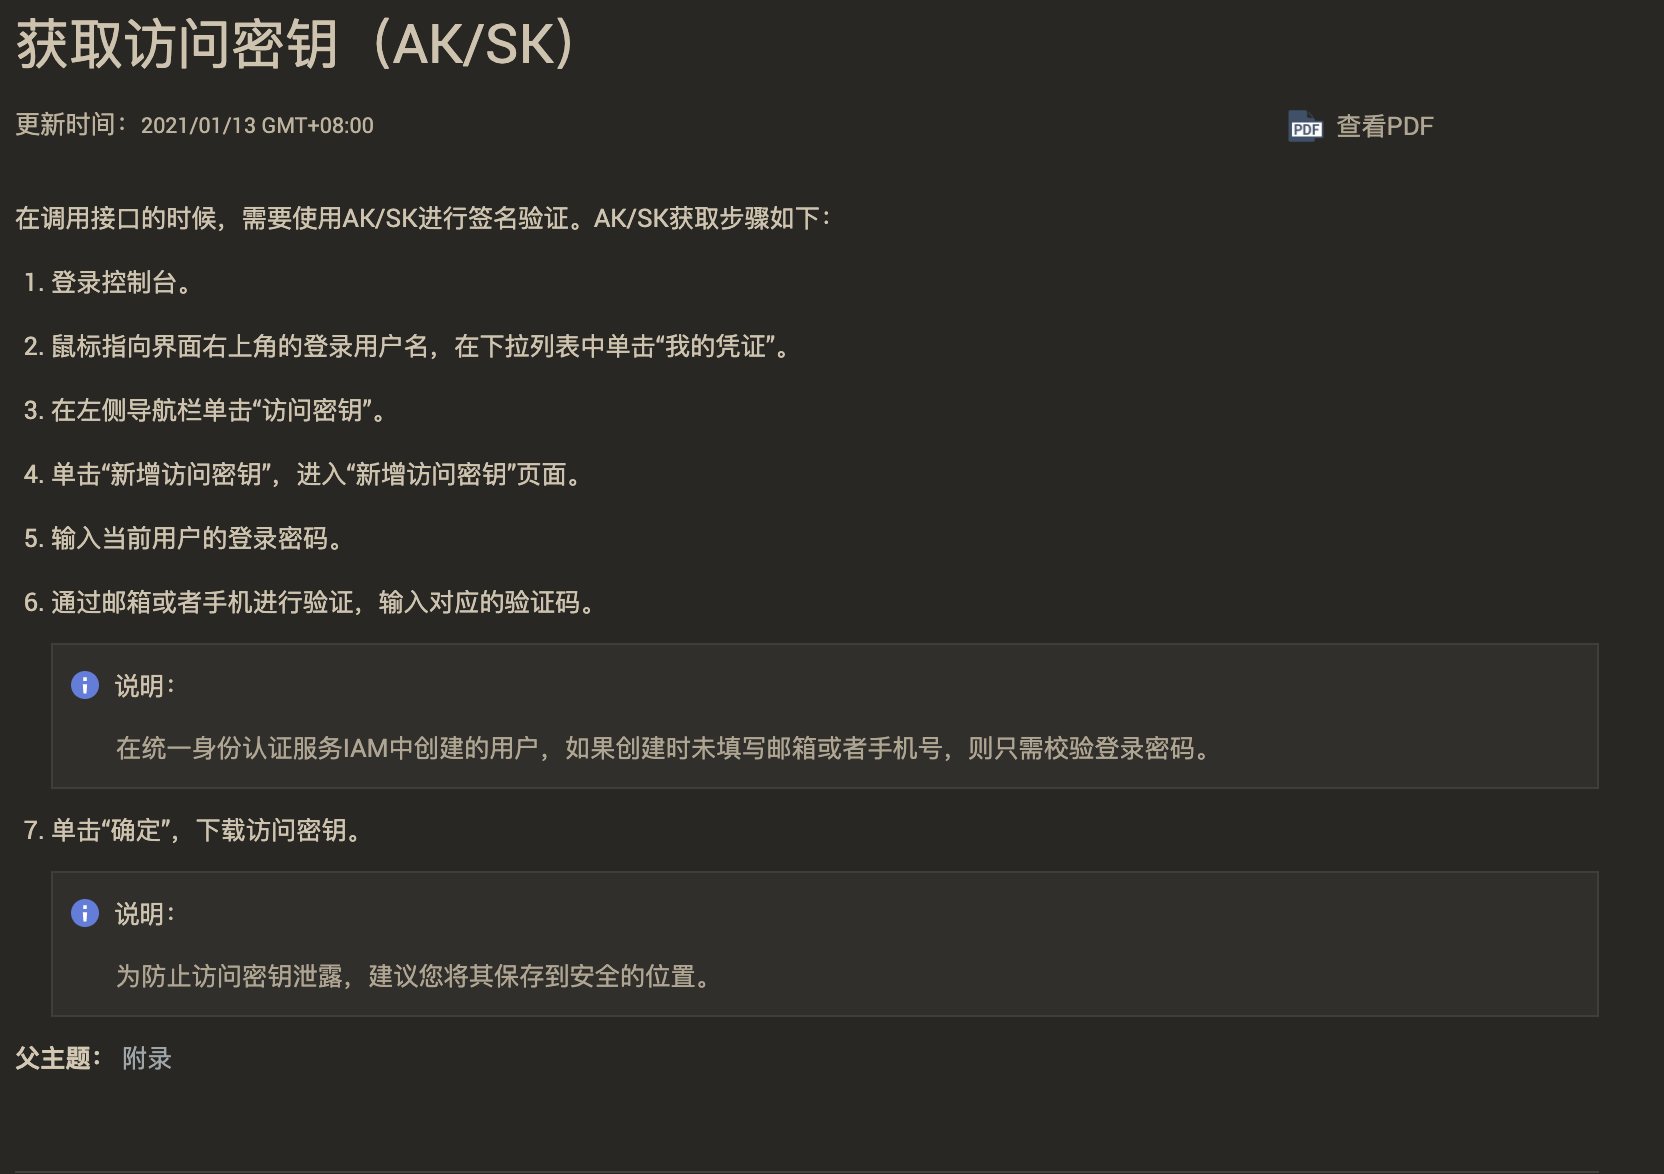 获取访问密钥（AK/SK）
更新时间：2021/01/13 GMT+08:00
PDF 查看PDF
在调用接口的时候，需要使用AK/SK进行签名验证。AK/SK获取步骤如下：
1. 登录控制台。
2. 鼠标指向界面右上角的登录用户名，在下拉列表中单击“我的凭证”。
3. 在左侧导航栏单击“访问密钥”。
4. 单击“新增访问密钥”，进入“新增访问密钥”页面。
5. 输入当前用户的登录密码。
6. 通过邮箱或者手机进行验证，输入对应的验证码。
说明：
在统一身份认证服务IAM中创建的用户，如果创建时未填写邮箱或者手机号，则只需校验登录密码。
7. 单击“确定”，下载访问密钥。
说明：
为防止访问密钥泄露，建议您将其保存到安全的位置。
父主题： 附录